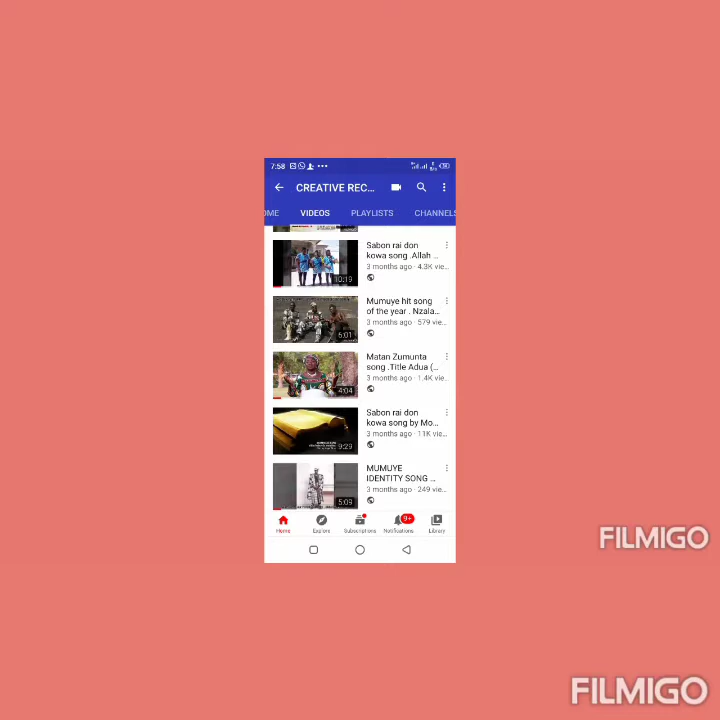 7:58
CREATIVE REC...
OME VIDEOS PLAYLISTS CHANNELS
Sabon rai don
kowa song .Allah ...
3 months ago · 4.3K vie...
10:19
Mumuye hit song
of the year . Nzala...
3 months ago · 579 vie...
6:01
Matan Zumunta
song .Title Adua (...
3 months ago · 1.4K vie...
4:04
Sabon rai don
kowa song by Mo...
3 months ago · 11K vie...
9:29
MUMUYE
IDENTITY SONG ...
3 months ago · 249 vie...
5:09
9+
Home Explore Subscriptions Notifications Library
FILMIGO
FILMIGO